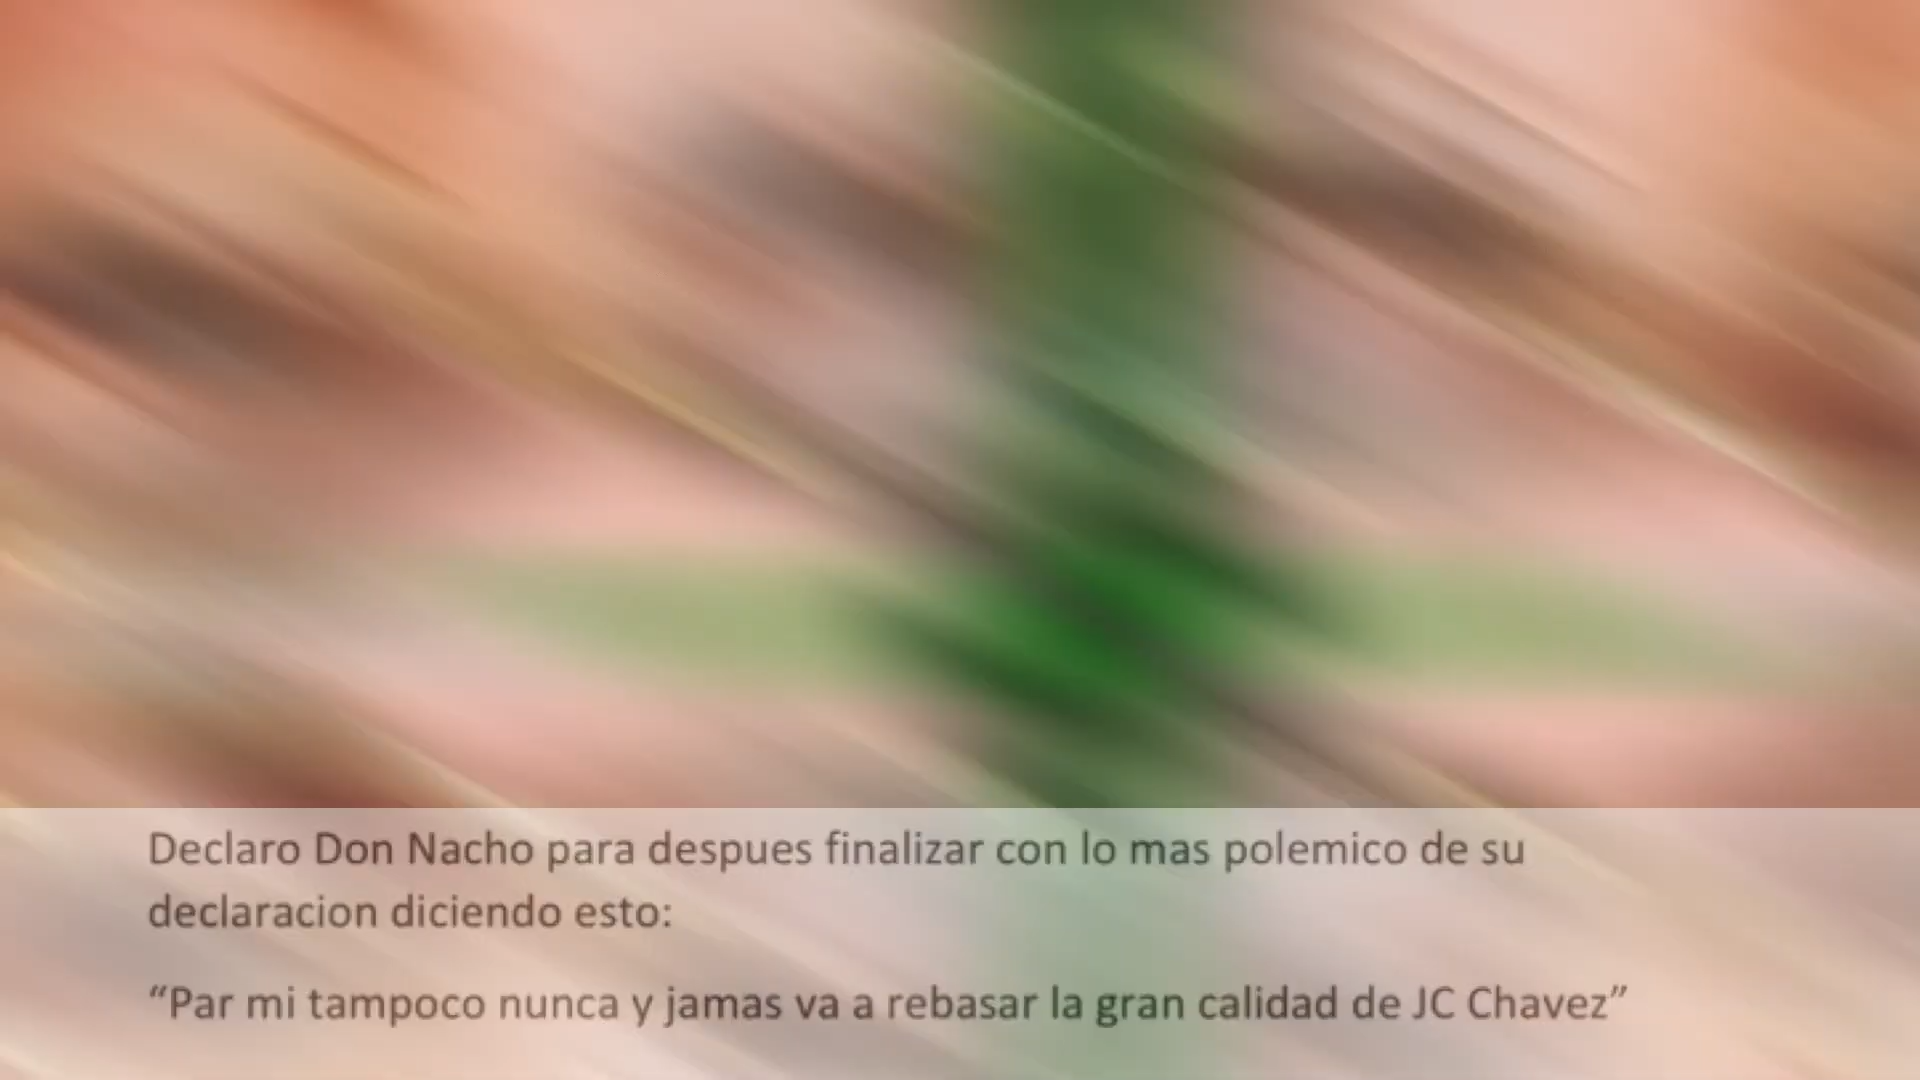 Declaro Don Nacho para despues finalizar con lo mas polemico de su
declaracion diciendo esto:
“Par mi tampoco nunca y jamas va a rebasar la gran calidad de JC Chavez”